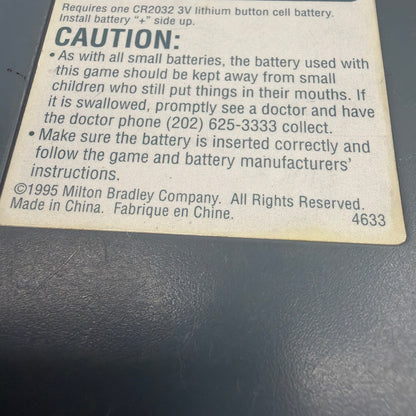 Requires one CR2032 3V lithium button cell battery.
Install battery "+" side up.
CAUTION:
• As with all small batteries, the battery used with
this game should be kept away from small
children who still put things in their mouths. If
it is swallowed, promptly see a doctor and have
the doctor phone (202) 625-3333 collect.
• Make sure the battery is inserted correctly and
follow the game and battery manufacturers'
instructions.
©1995 Milton Bradley Company. All Rights Reserved.
Made in China. Fabrique en Chine.
4633